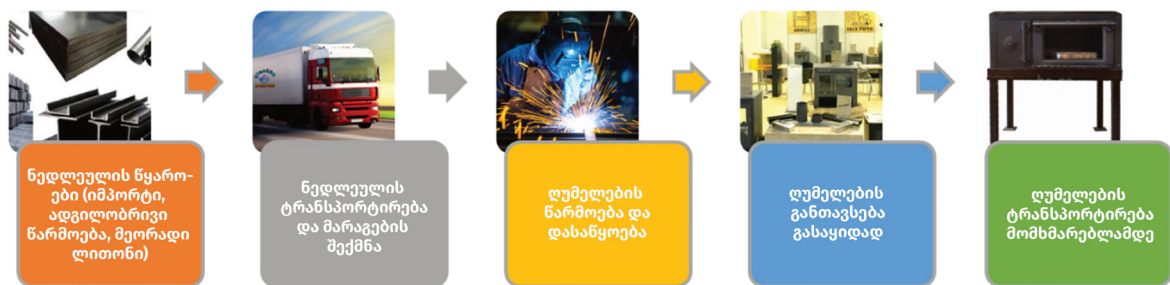 ნედლეულის წყარო-
ები (იმპორტი,
ადგილობრივი
წარმოება, მეორადი
ლითონი)
ნედლეულის
ტრანსპორტირება
და მარაგების
შექმნა
ღუმელების
წარმოება და
დასაწყოება
ღუმელების
განთავსება
გასაყიდად
ღუმელების
ტრანსპორტირება
მომხმარებლამდე